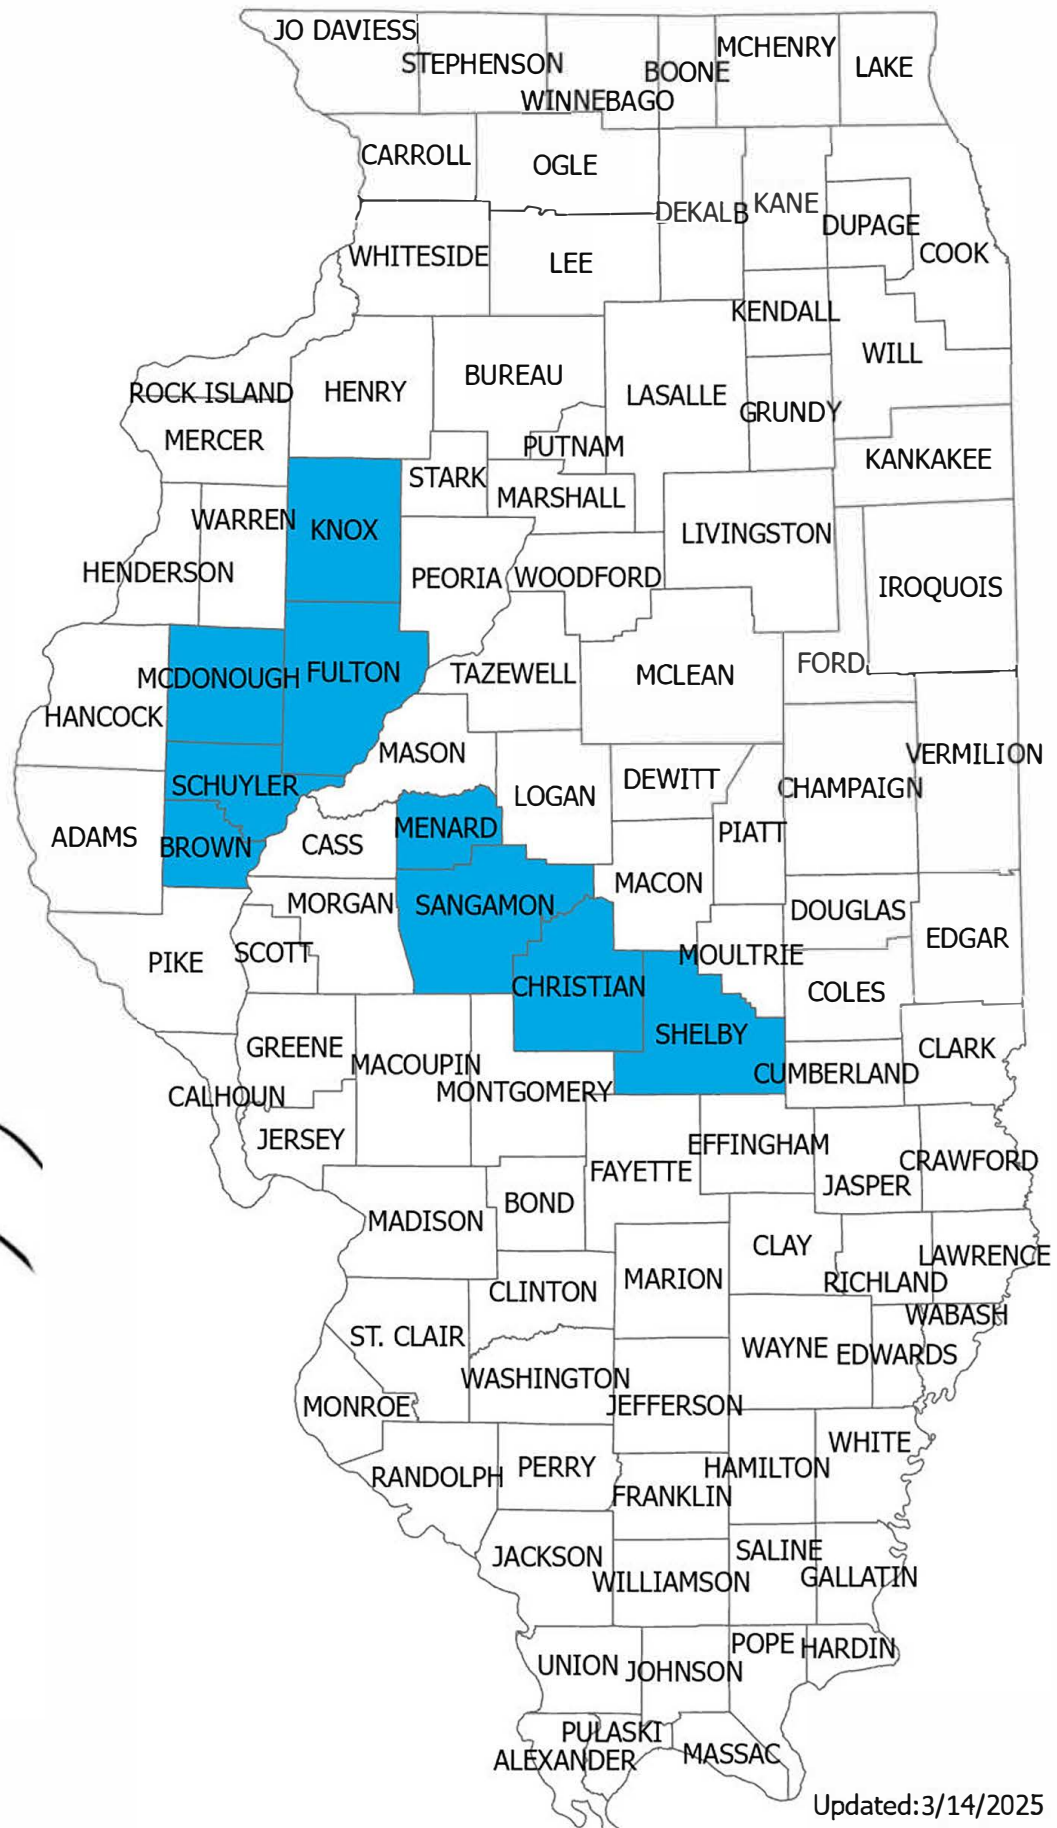 JO DAVIESS
STEPHENSON
WINNEBAGO
BOONE
MCHENRY
LAKE
CARROLL
OGLE
DEKALB
KANE
DUPAGE
COOK
WHITESIDE
LEE
KENDALL
WILL
ROCK ISLAND
HENRY
BUREAU
LASALLE
GRUNDY
MERCER
PUTNAM
KANKAKEE
STARK
MARSHALL
WARREN
KNOX
LIVINGSTON
HENDERSON
PEORIA
WOODFORD
IROQUOIS
MCDONOUGH
FULTON
TAZEWELL
MCLEAN
FORD
HANCOCK
MASON
VERMILION
SCHUYLER
LOGAN
DEWITT
CHAMPAIGN
ADAMS
BROWN
CASS
MENARD
PIATT
MORGAN
SANGAMON
MACON
DOUGLAS
EDGAR
PIKE
SCOTT
CHRISTIAN
MOULTRIE
COLES
SHELBY
GREENE
MACOUPIN
MONTGOMERY
CUMBERLAND
CLARK
CALHOUN
JERSEY
FAYETTE
EFFINGHAM
JASPER
CRAWFORD
MADISON
BOND
CLAY
RICHLAND
LAWRENCE
CLINTON
MARION
WABASH
ST. CLAIR
WAYNE
EDWARDS
WASHINGTON
JEFFERSON
MONROE
WHITE
RANDOLPH
PERRY
HAMILTON
FRANKLIN
JACKSON
WILLIAMSON
SALINE
GALLATIN
UNION
JOHNSON
POPE
HARDIN
PULASKI
ALEXANDER
MASSAC
Updated:3/14/2025